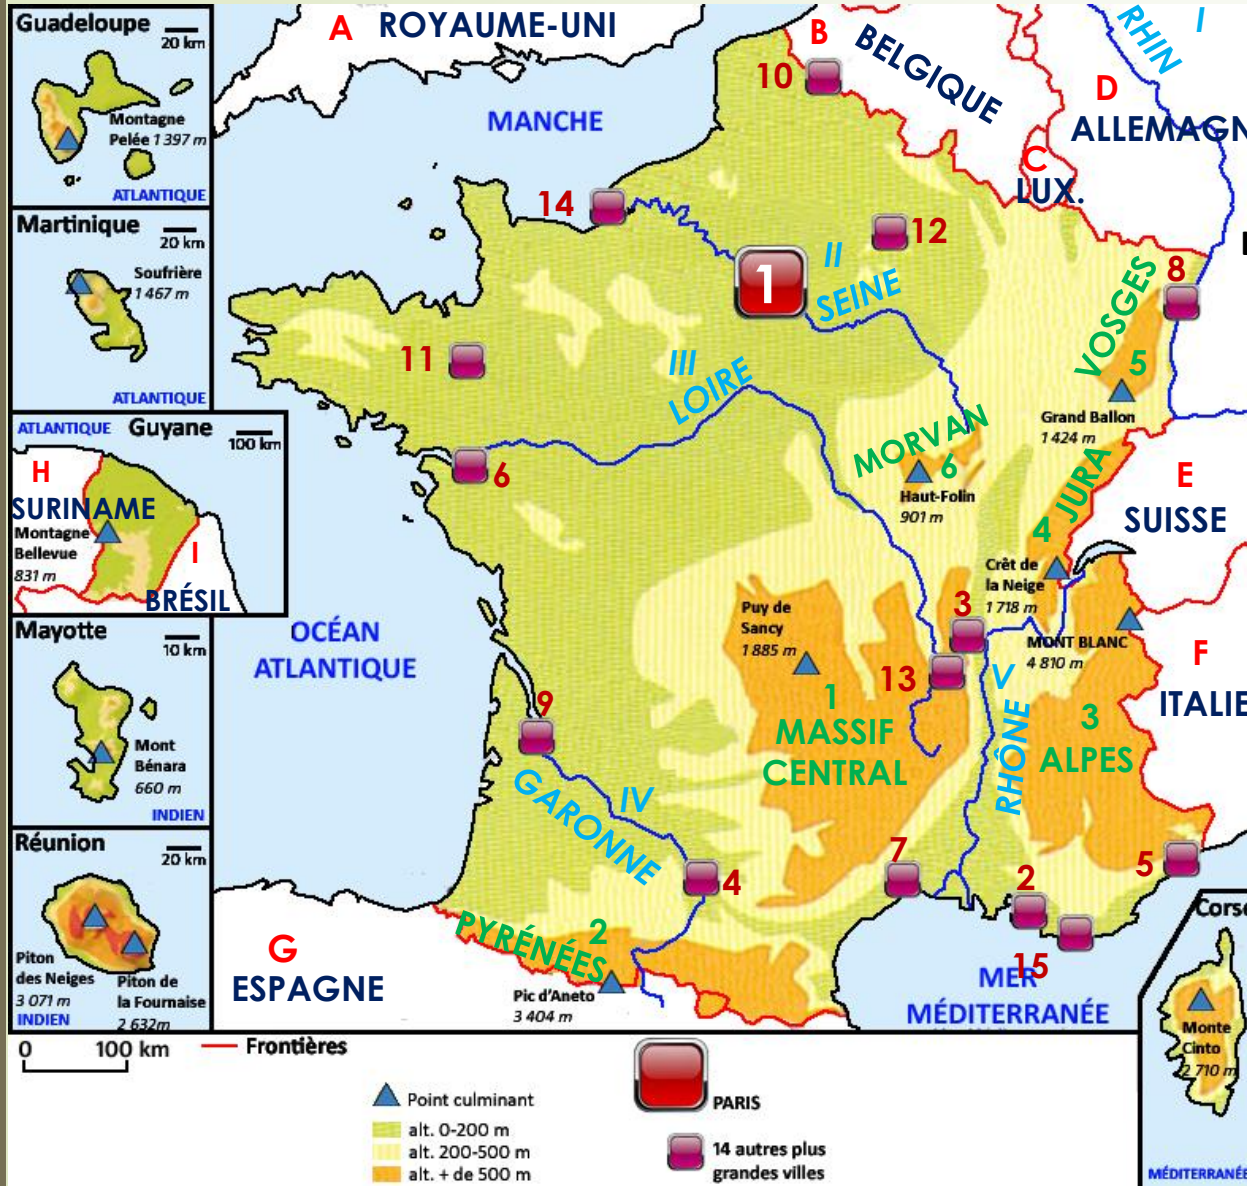 Guadeloupe
20 km
Montagne
Pelée 1 397 m
ATLANTIQUE
Martinique
20 km
Soufrière
1 467 m
ATLANTIQUE
ATLANTIQUE Guyane
100 km
H
SURINAME
Montagne
Bellevue
831 m
I
BRÉSIL
Mayotte
10 km
Mont
Bénara
660 m
INDIEN
Réunion
20 km
Piton
des Neiges
3 071 m
Piton de
la Fournaise
2 632m
INDIEN
A ROYAUME-UNI
B
BELGIQUE
RHIN
I
D
ALLEMAGN
C
LUX.
MANCHE
10
14
12
1
II
SEINE
8
VOSGES
5
Grand Ballon
1 424 m
11
III
LOIRE
MORVAN
6
Haut-Folin
901 m
JURA
4
E
SUISSE
6
Crêt de
la Neige
1 718 m
3
MONT BLANC
4 810 m
F
ITALIE
OCÉAN
ATLANTIQUE
Puy de
Sancy
1 885 m
13
1
MASSIF
CENTRAL
V
RHÔNE
3
ALPES
9
GARONNE
IV
4
7
2
5
15
G
ESPAGNE
PYRÉNÉES
2
Pic d'Aneto
3 404 m
MER
MÉDITERRANÉE
Corse
Monte
Cinto
2 710 m
MÉDITERRANÉE
0 100 km
Frontières
Point culminant
alt. 0-200 m
alt. 200-500 m
alt. + de 500 m
PARIS
14 autres plus
grandes villes